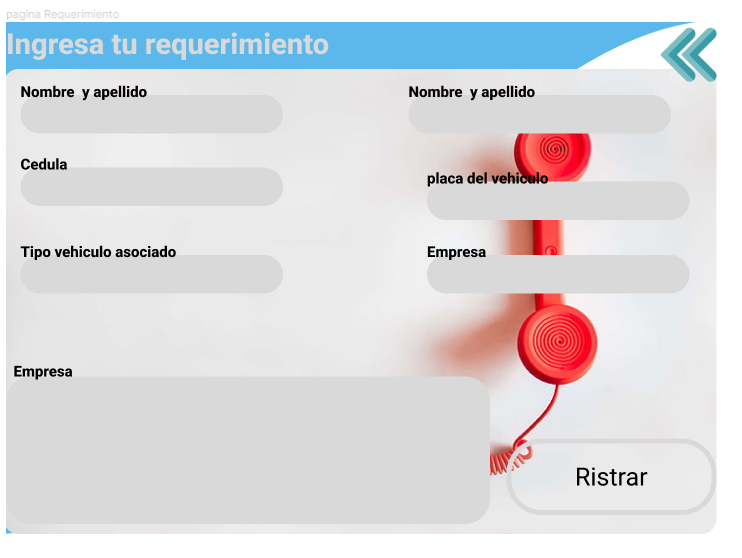 pagina Requerimiento
Ingresa tu requerimiento
Nombre y apellido
Nombre y apellido
Cedula
placa del vehiculo
Tipo vehiculo asociado
Empresa
Empresa
Ristrar